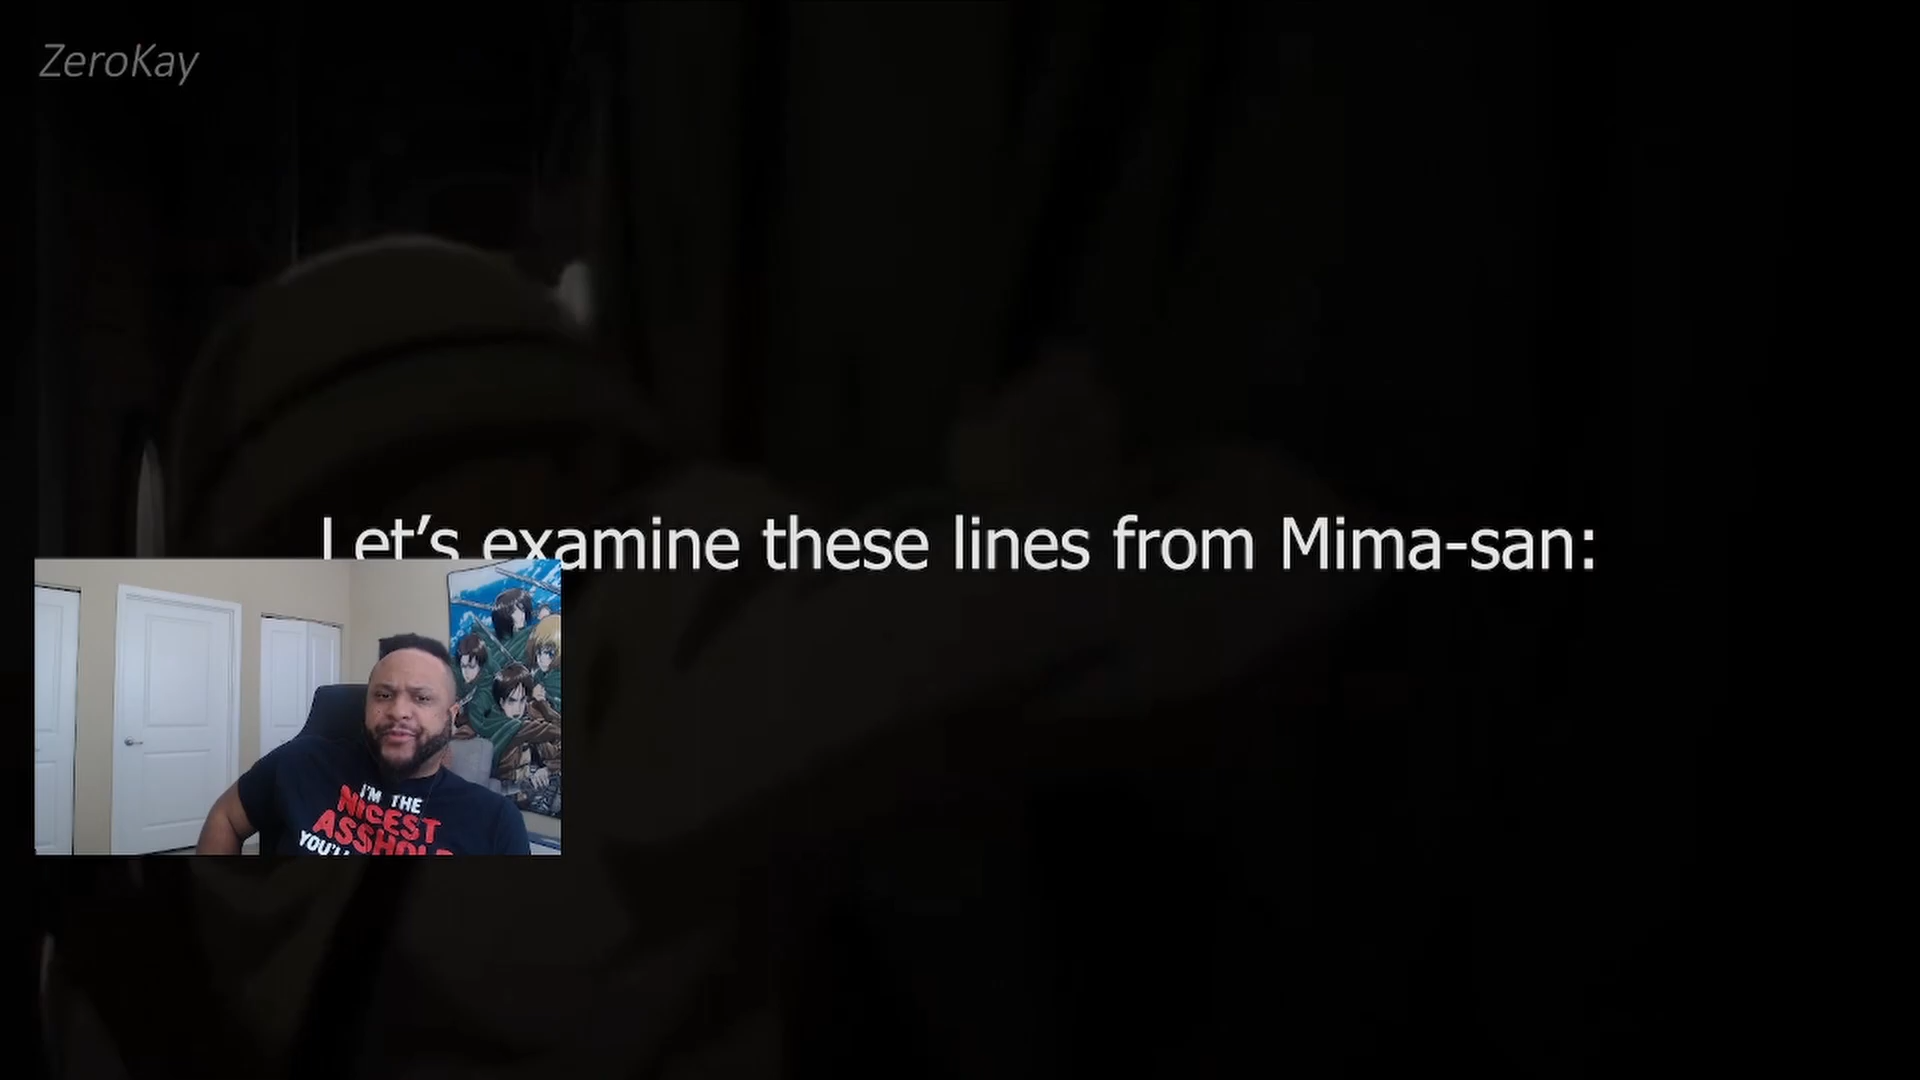 ZeroKay
Let’s examine these lines from Mima-san:
I'M THE
NICEST